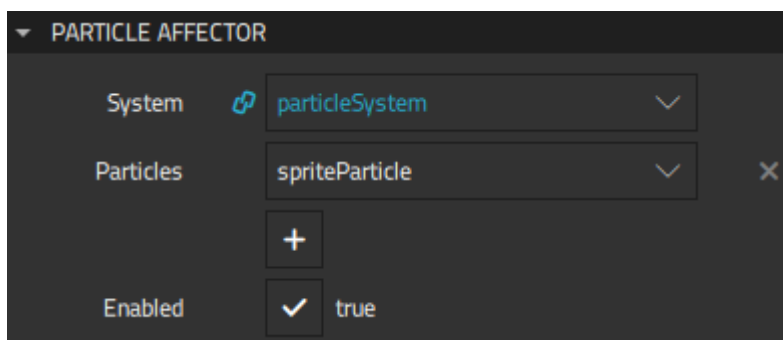 PARTICLE AFFECTOR
System particleSystem
Particles spriteParticle
Enabled true